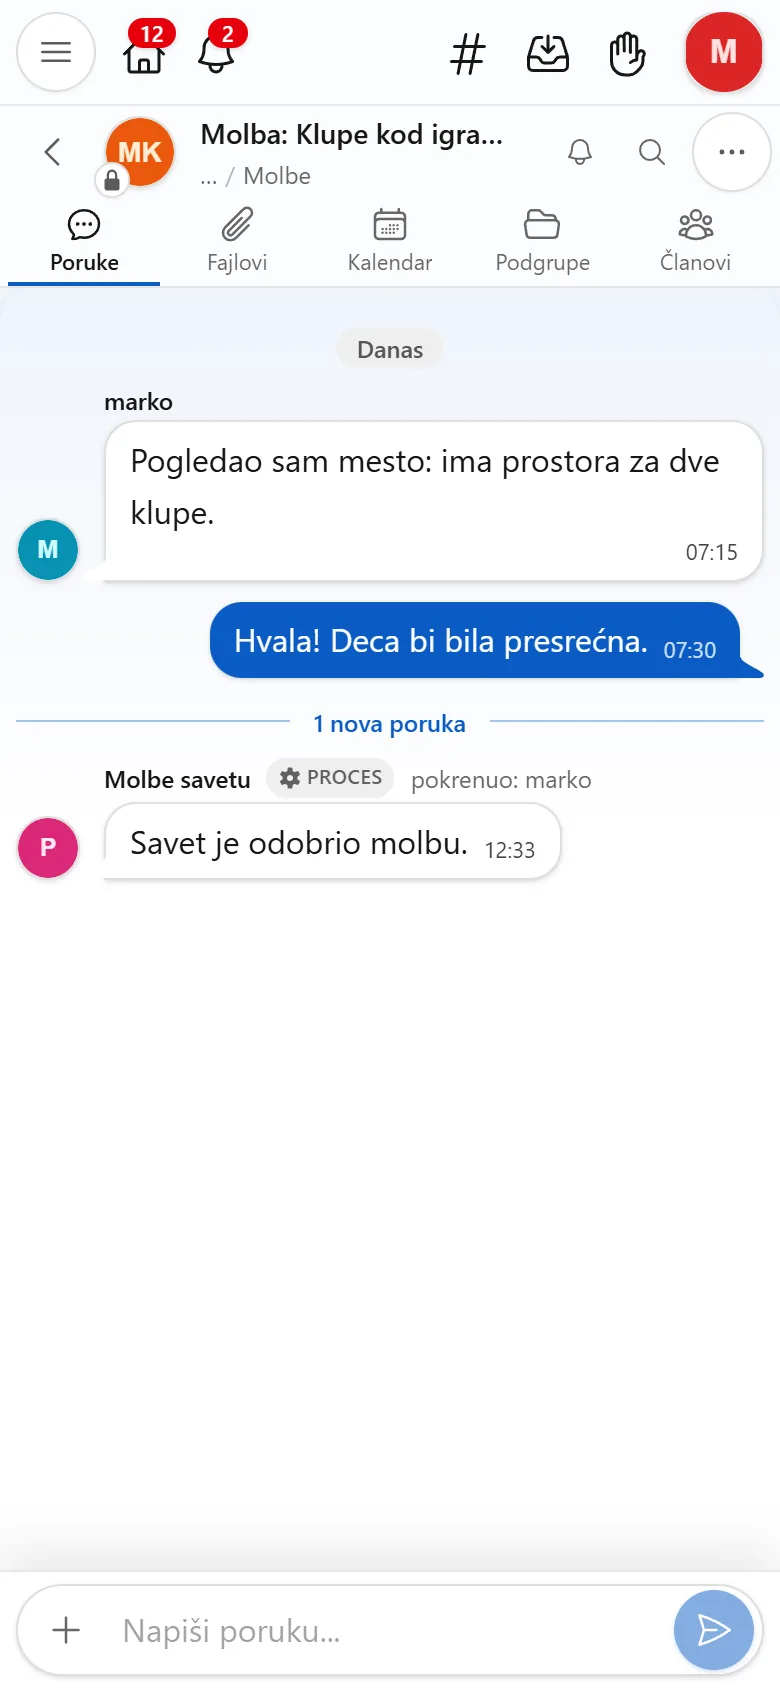 12
2
M
MK
Molba: Klupe kod igra...
... / Molbe
Poruke
Fajlovi
Kalendar
Podgrupe
Članovi
Danas
marko
Pogledao sam mesto: ima prostora za dve
klupe.
07:15
M
Hvala! Deca bi bila presrećna. 07:30
1 nova poruka
Molbe savetu PROCES pokrenuo: marko
P
Savet je odobrio molbu. 12:33
Napiši poruku...